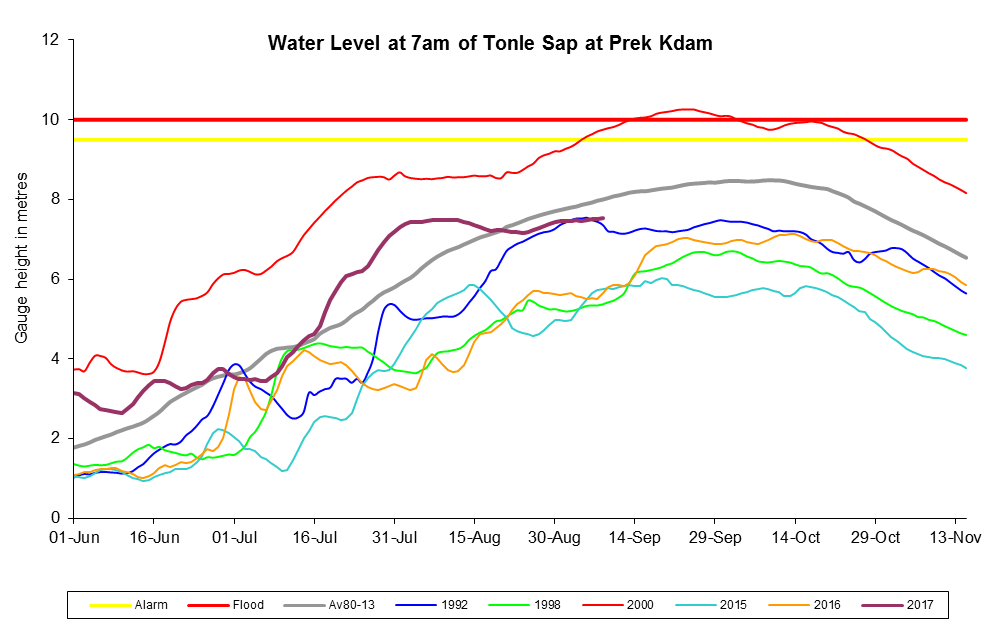 Water Level at 7am of Tonle Sap at Prek Kdam
Gauge height in metres
12
10
8
6
4
2
0
01-Jun 16-Jun 01-Jul 16-Jul 31-Jul 15-Aug 30-Aug 14-Sep 29-Sep 14-Oct 29-Oct 13-Nov
Alarm Flood Av80-13 1992 1998 2000 2015 2016 2017